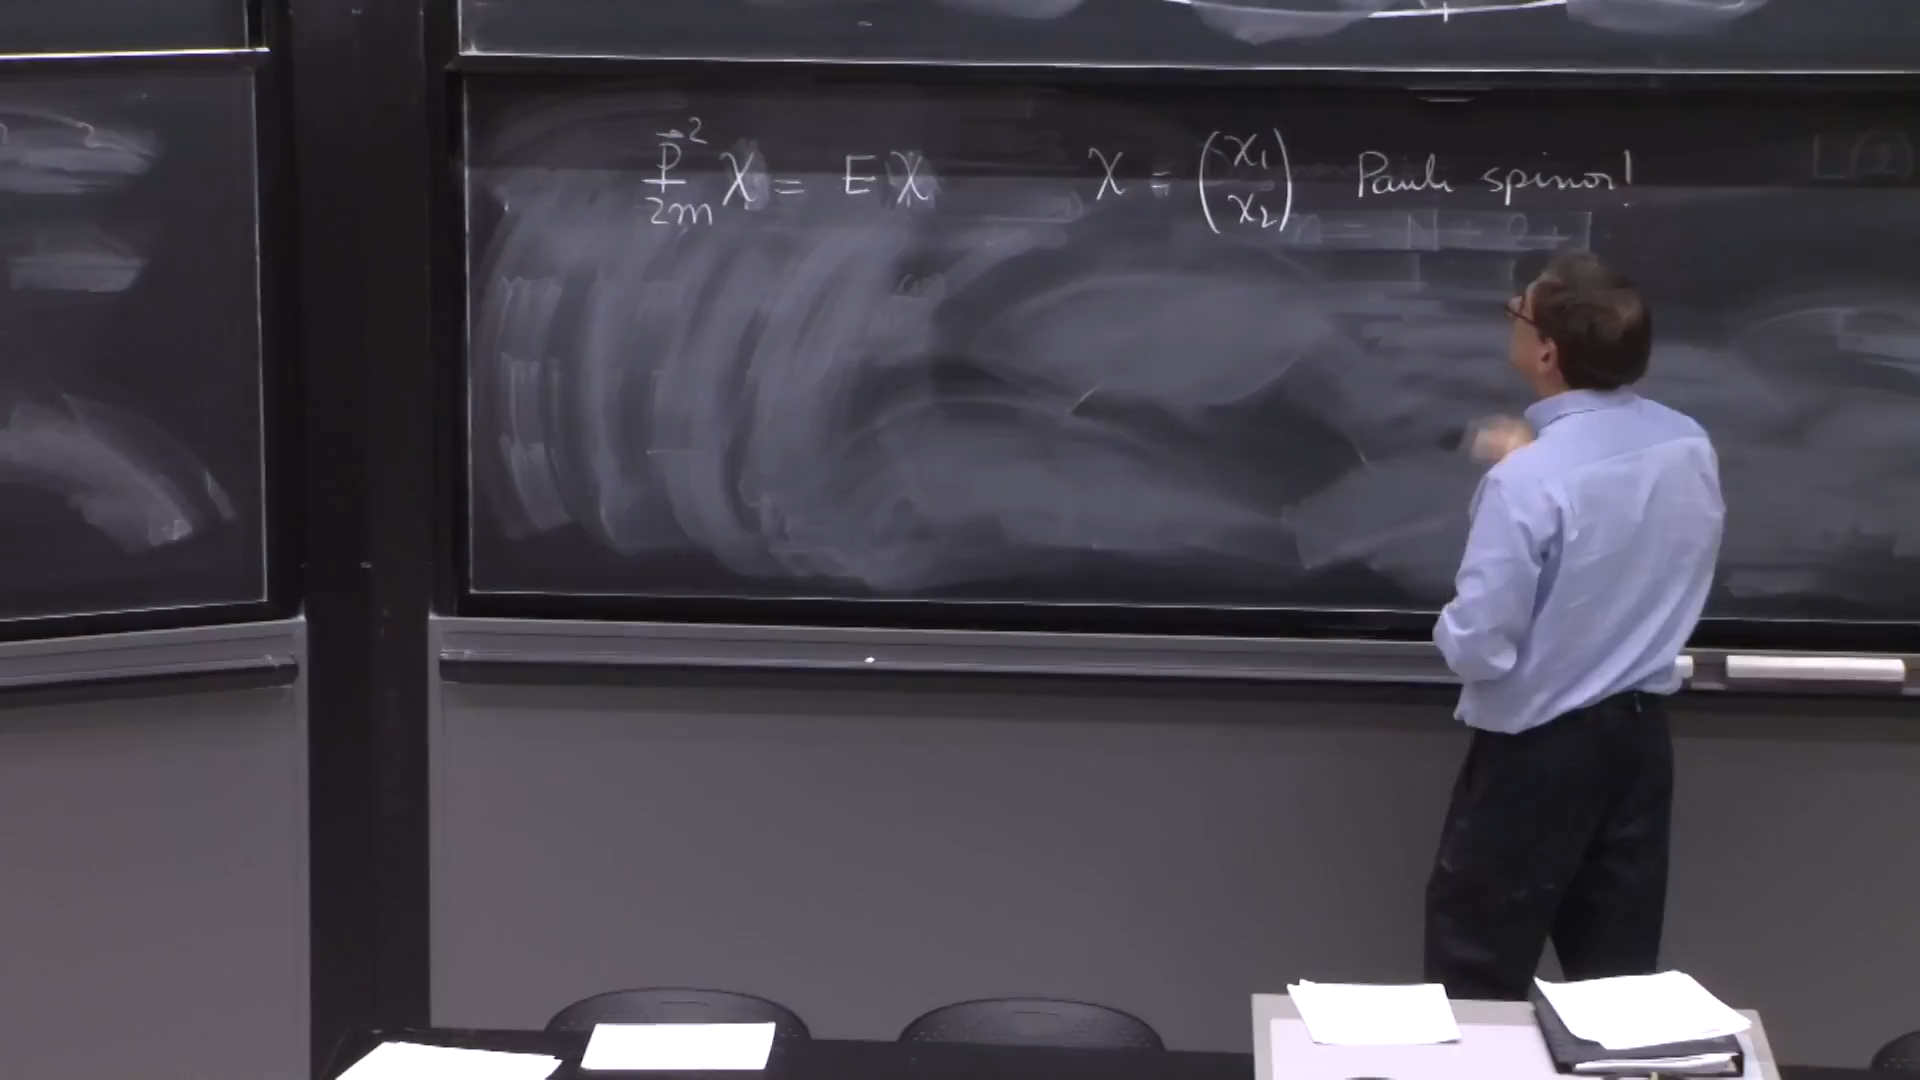 p⃗²/2m χ = E χ    χ = (χ₁ χ₂) Pauli spinor!